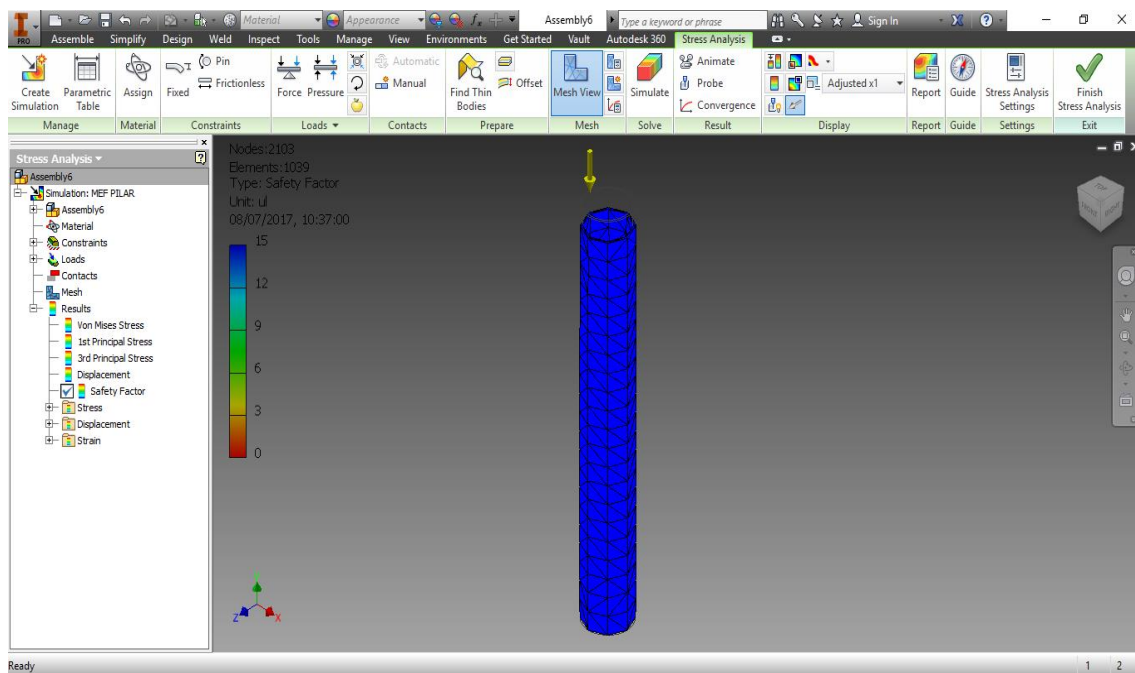 PRO
Material
Appearance
Assembly6
Type a keyword or phrase
Sign In
Assemble Simplify Design Weld Inspect Tools Manage View Environments Get Started Vault Autodesk 360 Stress Analysis
Create Simulation
Parametric Table
Assign
Fixed
Pin
Frictionless
Force
Pressure
Automatic
Manual
Find Thin Bodies
Offset
Mesh View
Simulate
Animate
Probe
Convergence
Adjusted x1
Report
Guide
Stress Analysis Settings
Finish Stress Analysis
Manage Material Constraints Loads Contacts Prepare Mesh Solve Result Display Report Guide Settings Exit
Stress Analysis
Assembly6
Simulation: MEF PILAR
Assembly6
Material
Constraints
Loads
Contacts
Mesh
Results
Von Mises Stress
1st Principal Stress
3rd Principal Stress
Displacement
Safety Factor
Stress
Displacement
Strain
Nodes:2103
Elements:1039
Type: Safety Factor
Unit: ul
08/07/2017, 10:37:00
15
12
9
6
3
0
FRONT
RIGHT
Z
X
Ready
1 2